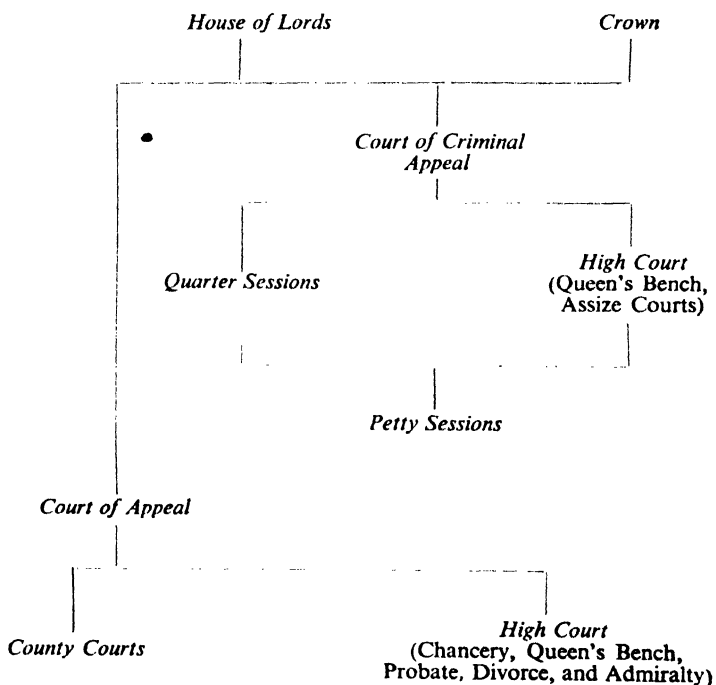 House of Lords
Crown
Court of Criminal
Appeal
Quarter Sessions
High Court
(Queen's Bench,
Assize Courts)
Petty Sessions
Court of Appeal
County Courts
High Court
(Chancery, Queen's Bench,
Probate, Divorce, and Admiralty)